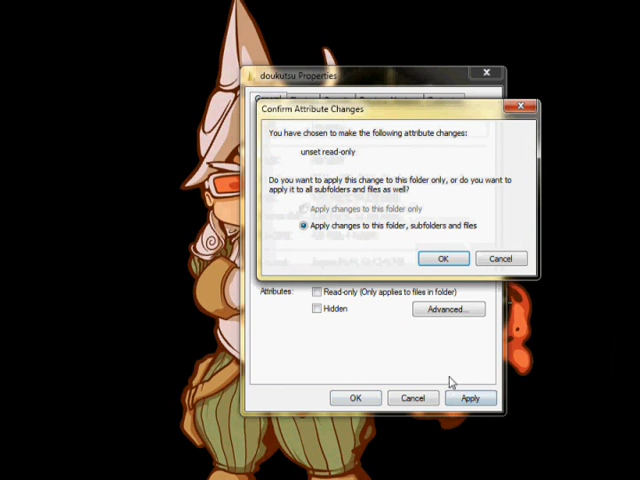 doukutsu Properties
Confirm Attribute Changes
You have chosen to make the following attribute changes:
unset read-only
Do you want to apply this change to this folder only, or do you want to
apply it to all subfolders and files as well?
Apply changes to this folder only
Apply changes to this folder, subfolders and files
OK Cancel
Attributes: Read-only (Only applies to files in folder)
Hidden Advanced...
OK Cancel Apply